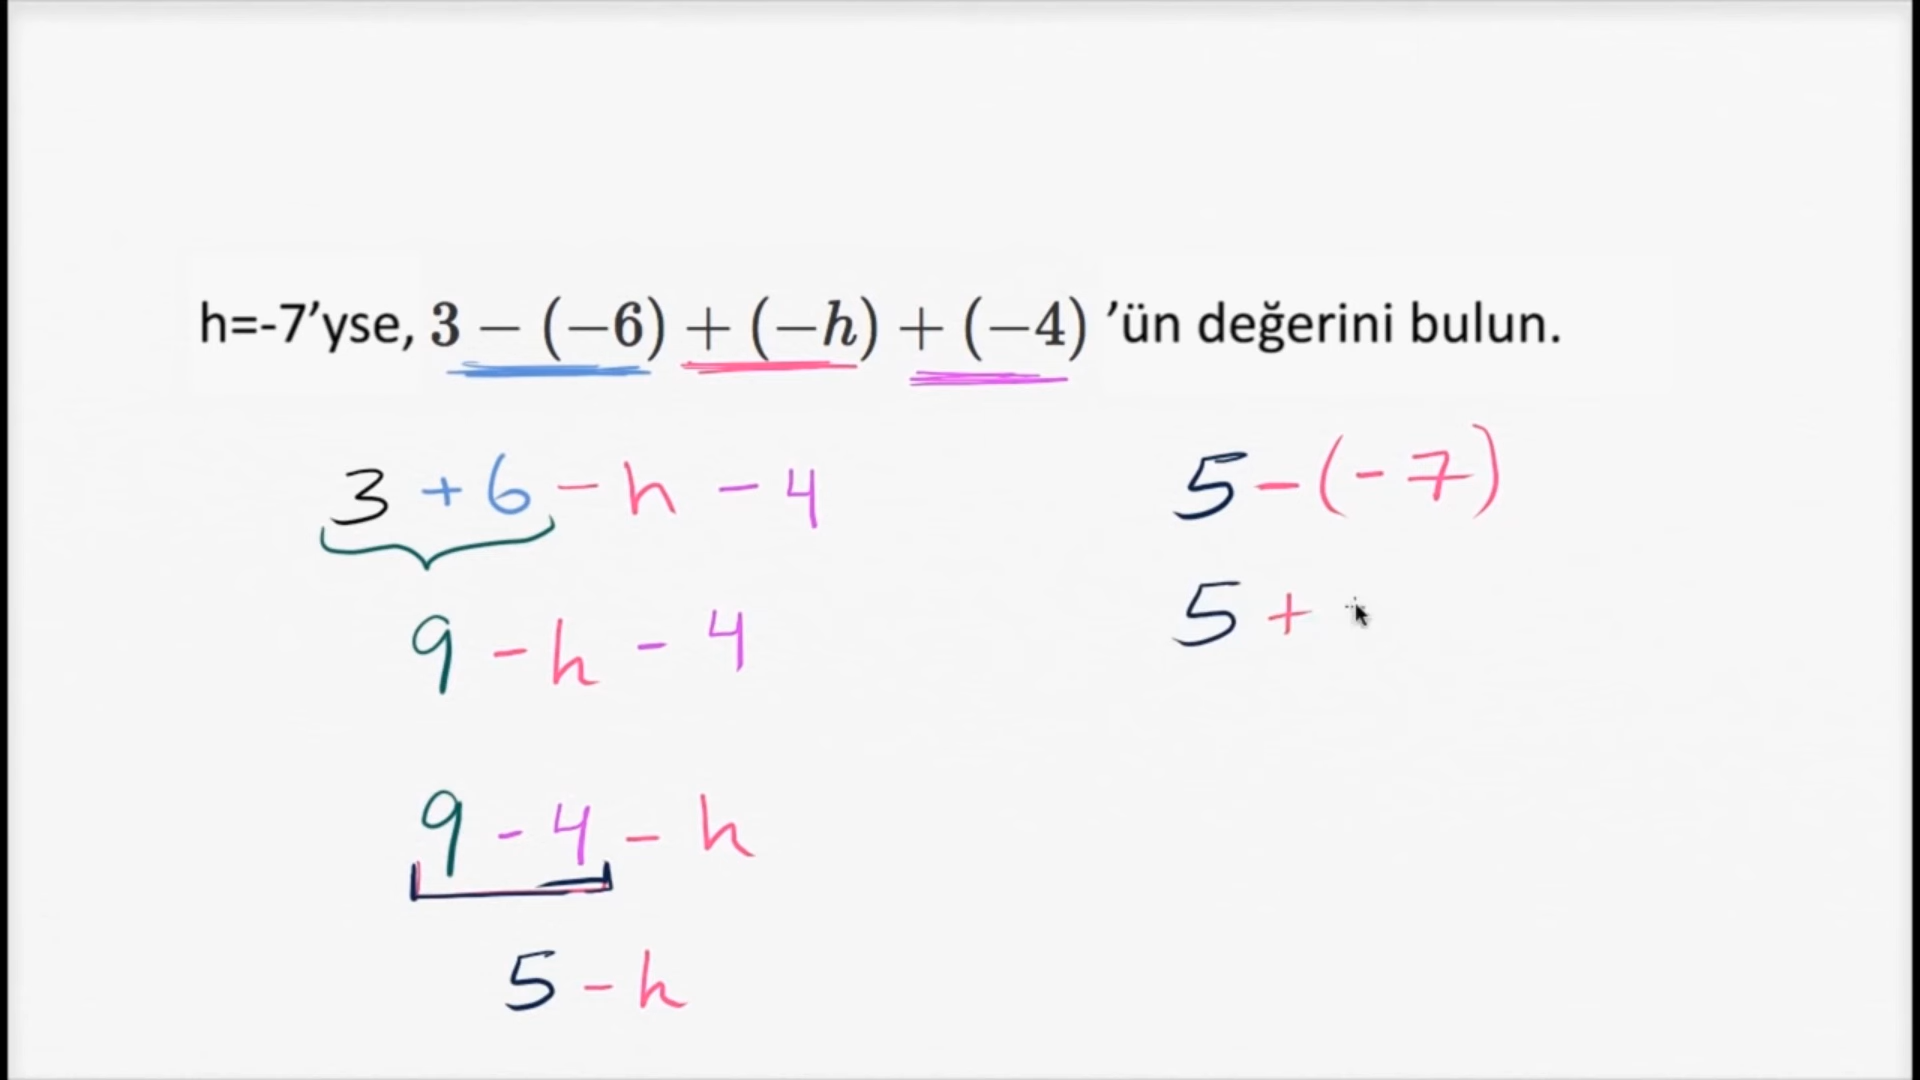 h=-7’yse, 3 − (−6) + (−h) + (−4) ’ün değerini bulun.
3 + 6 - h - 4
9 - h - 4
9 - 4 - h
5 - h
5 - (-7)
5 +